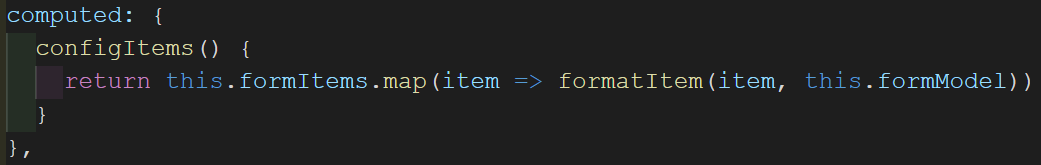 computed: {
  configItems() {
    return this.formItems.map(item => formatItem(item, this.formModel))
  }
},